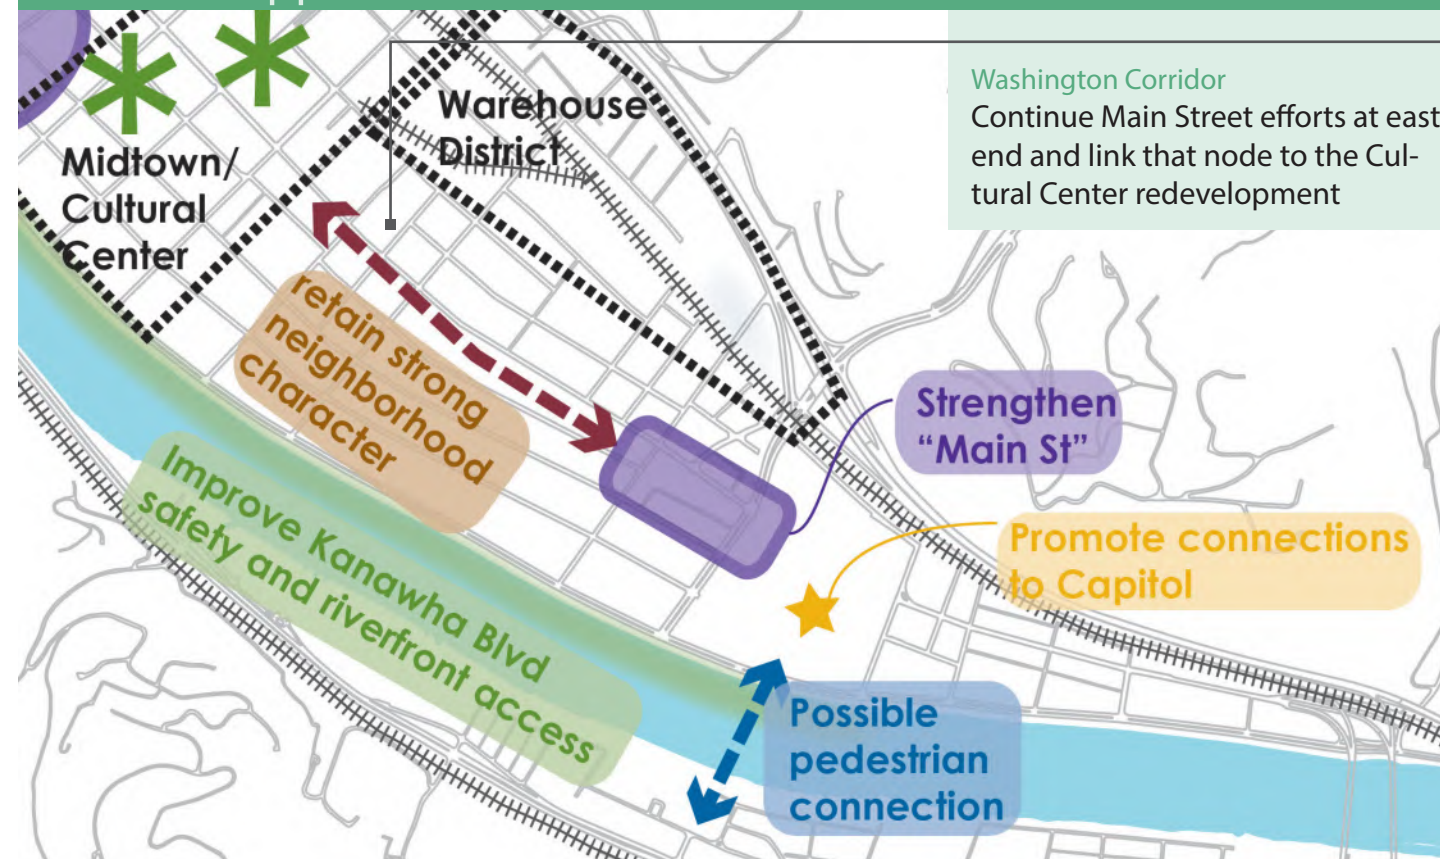 Washington Corridor
Continue Main Street efforts at east
end and link that node to the Cul-
tural Center redevelopment
Warehouse
District
Midtown/
Cultural
Center
retain strong
neighborhood
character
Strengthen
“Main St”
Improve Kanawha Blvd
safety and riverfront access
Promote connections
to Capitol
Possible
pedestrian
connection